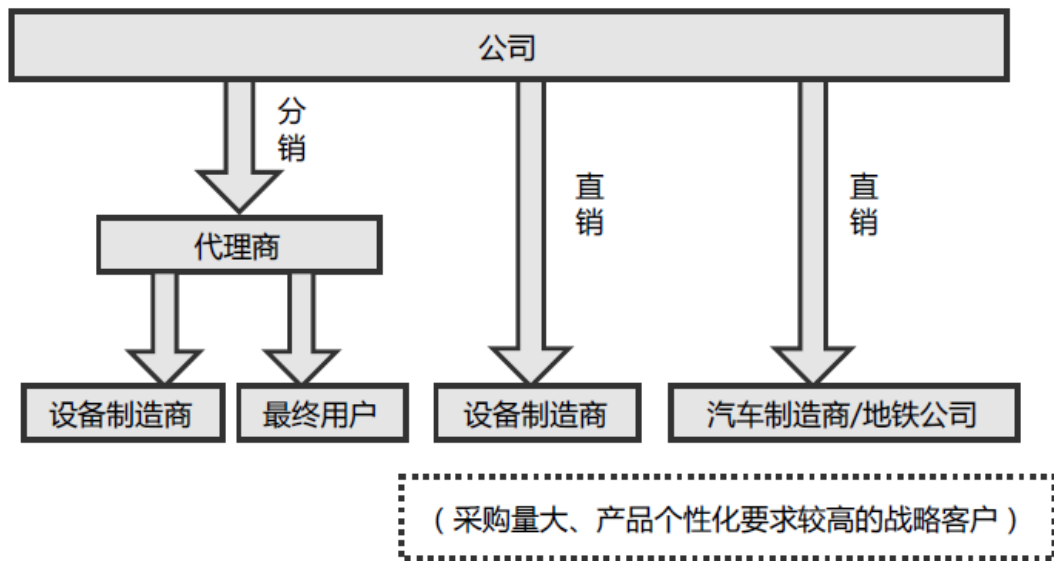 公司
分销
直销
直销
代理商
设备制造商
最终用户
设备制造商
汽车制造商/地铁公司
（采购量大、产品个性化要求较高的战略客户）